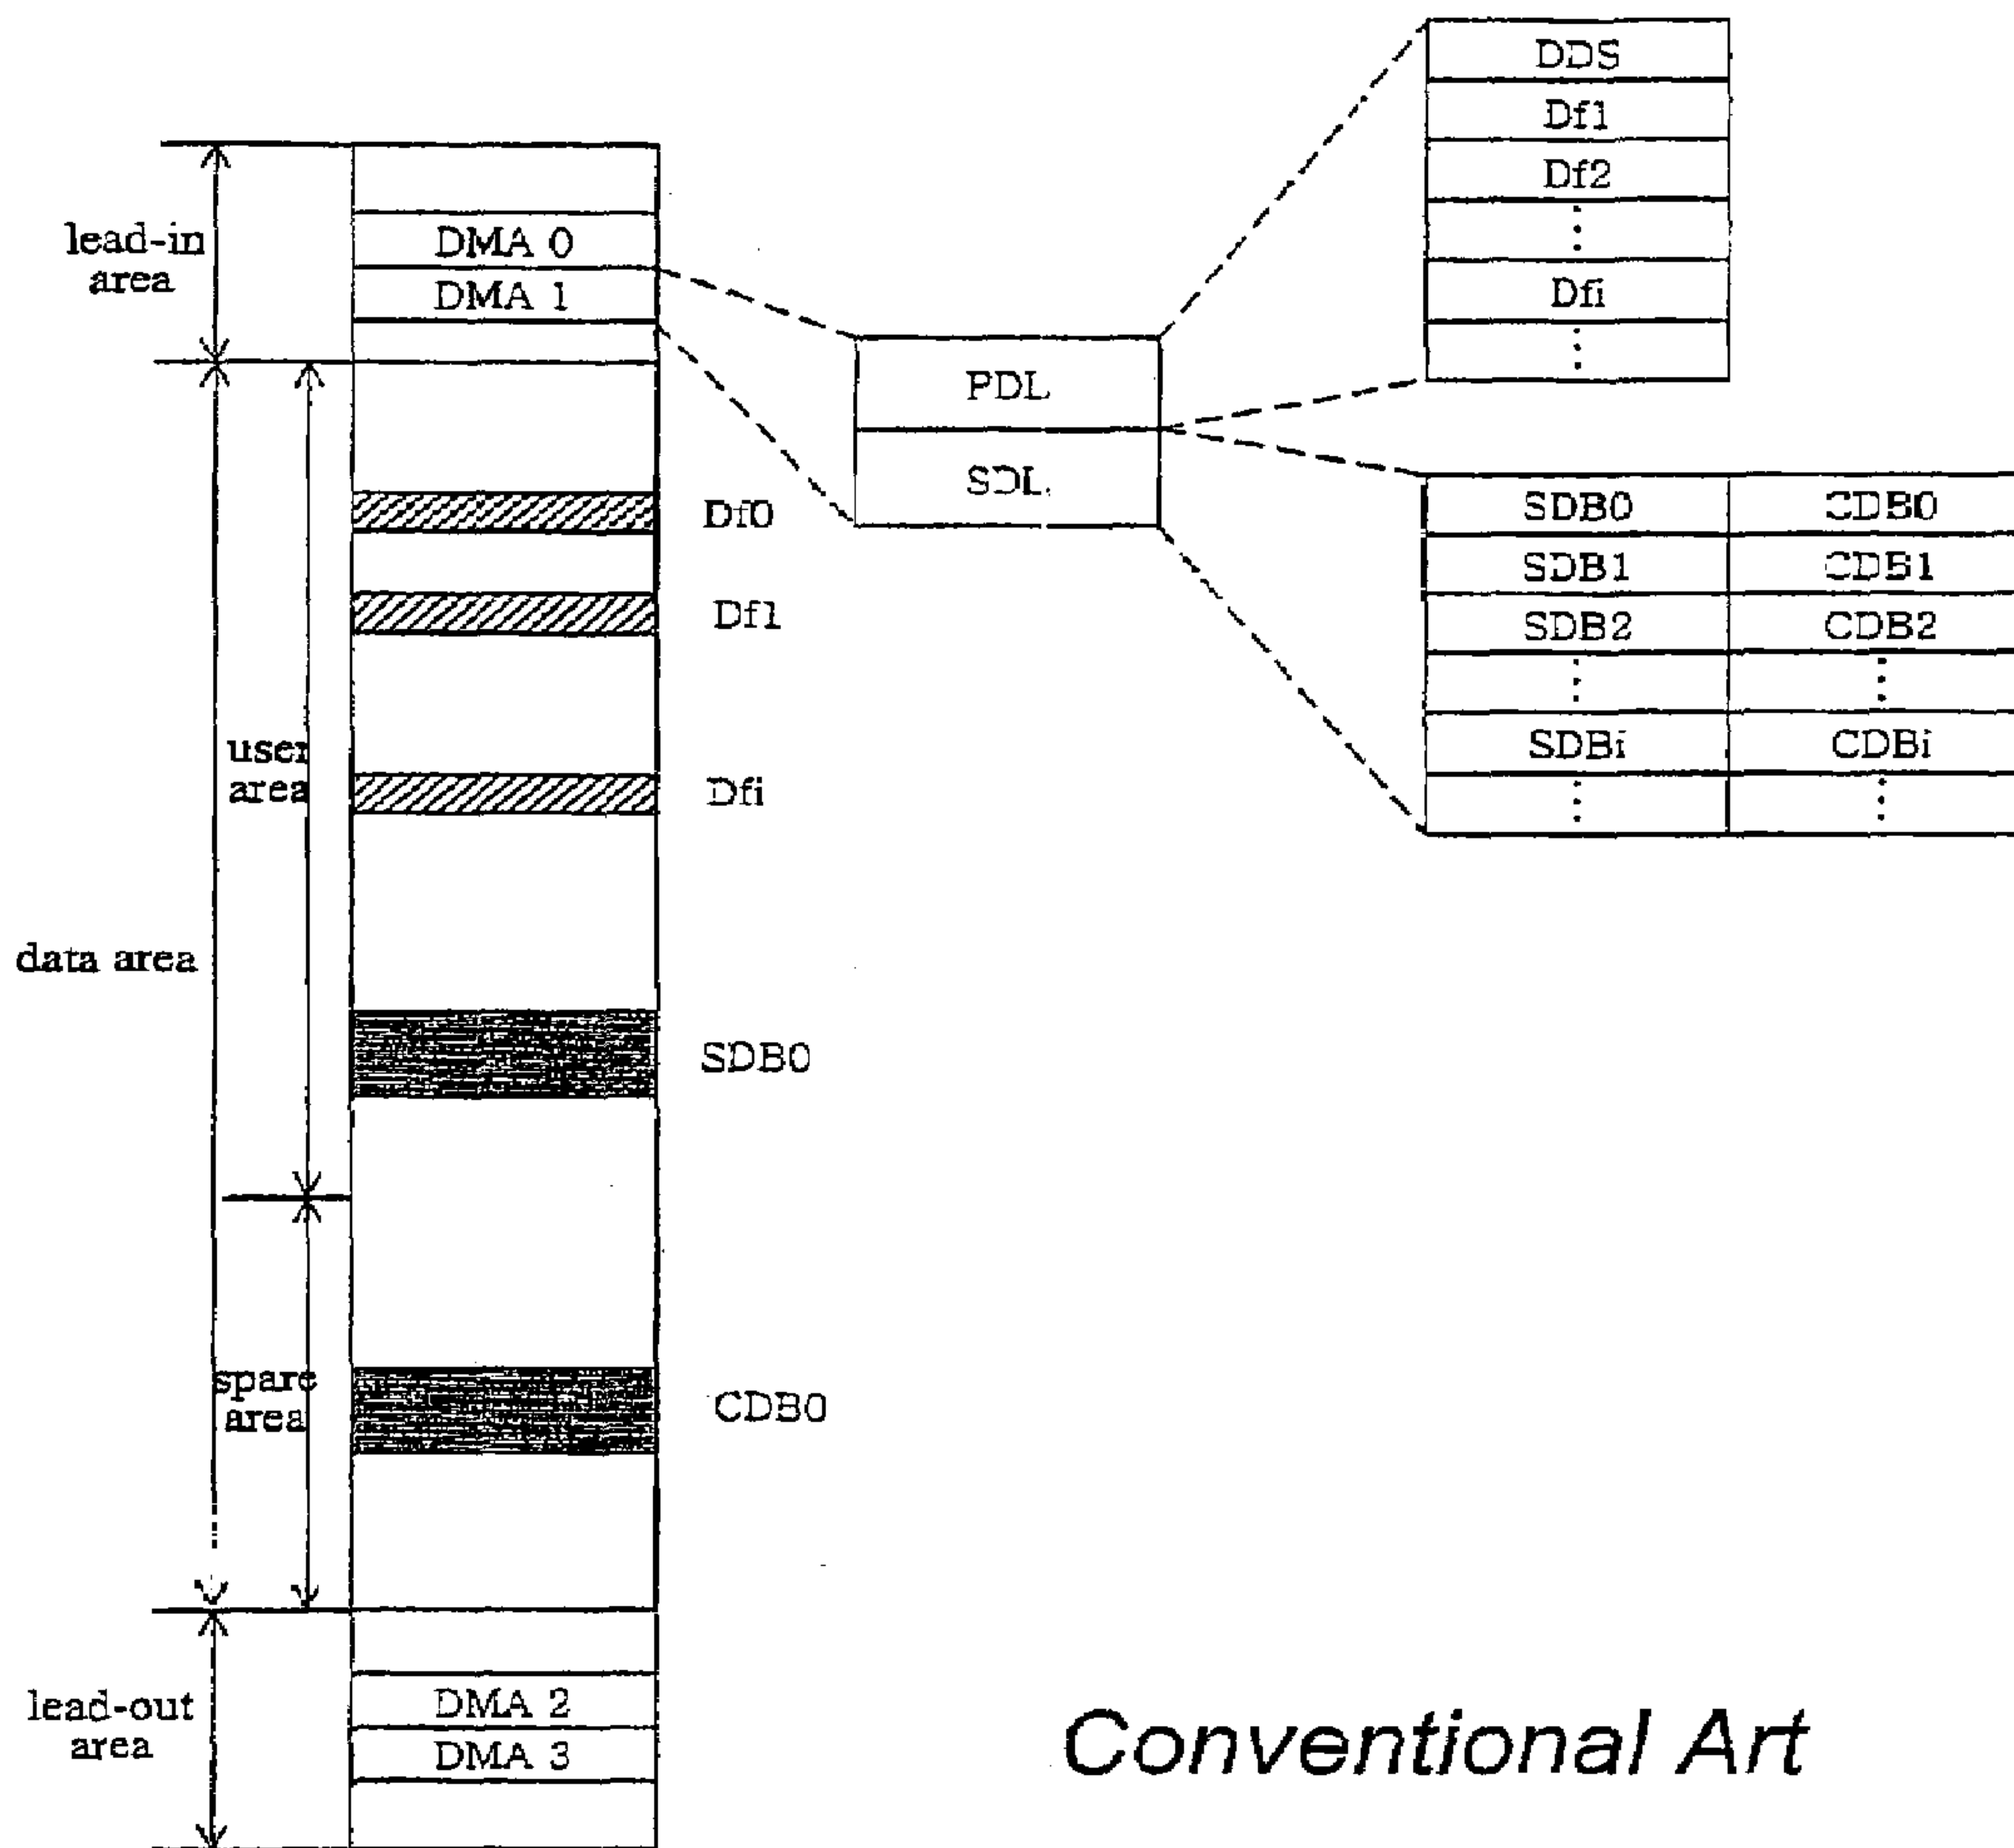 lead-in
area
DMA 0
DMA 1
user
area
data area
Df0
Df1
Dfi
SDB0
spare
area
CDB0
lead-out
area
DMA 2
DMA 3
PDL
SDL
DDS
Df1
Df2
⋮
Dfi
⋮
SDB0 CDB0
SDB1 CDB1
SDB2 CDB2
⋮ ⋮
SDBi CDBi
⋮ ⋮
Conventional Art